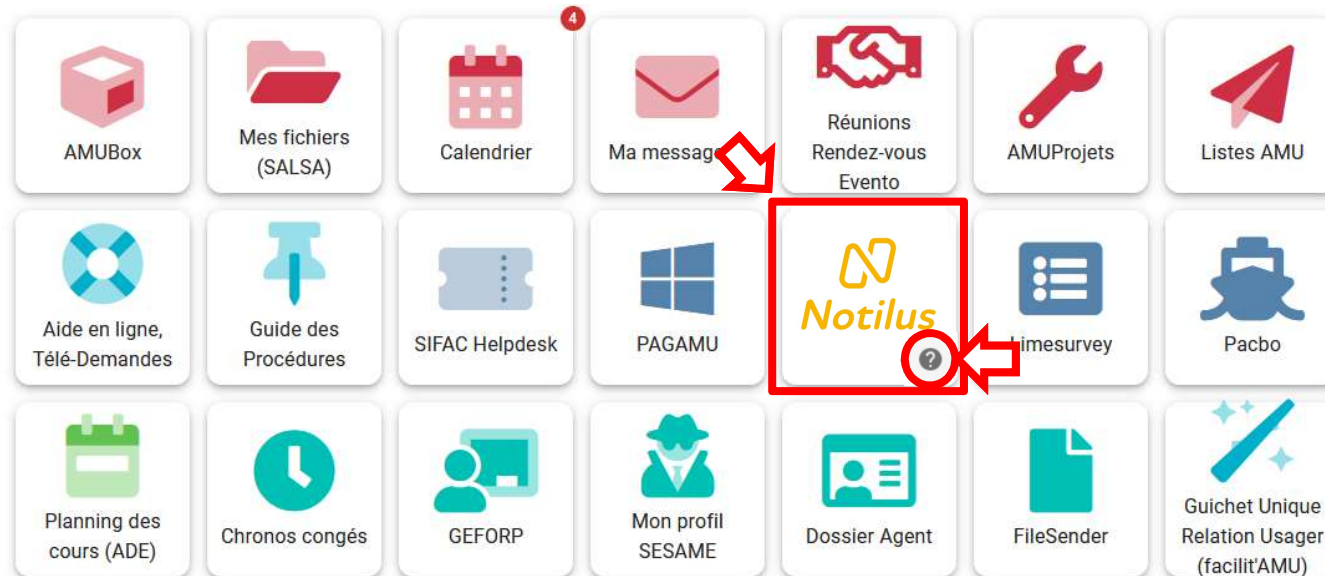 4
AMUBox
Mes fichiers
(SALSA)
Calendrier
Ma message
Réunions
Rendez-vous
Evento
AMUProjets
Listes AMU
Aide en ligne,
Télé-Demandes
Guide des
Procédures
SIFAC Helpdesk
PAGAMU
Notilus
?
Limesurvey
Pacbo
Planning des
cours (ADE)
Chronos congés
GEFORP
Mon profil
SESAME
Dossier Agent
FileSender
Guichet Unique
Relation Usager
(facilit'AMU)